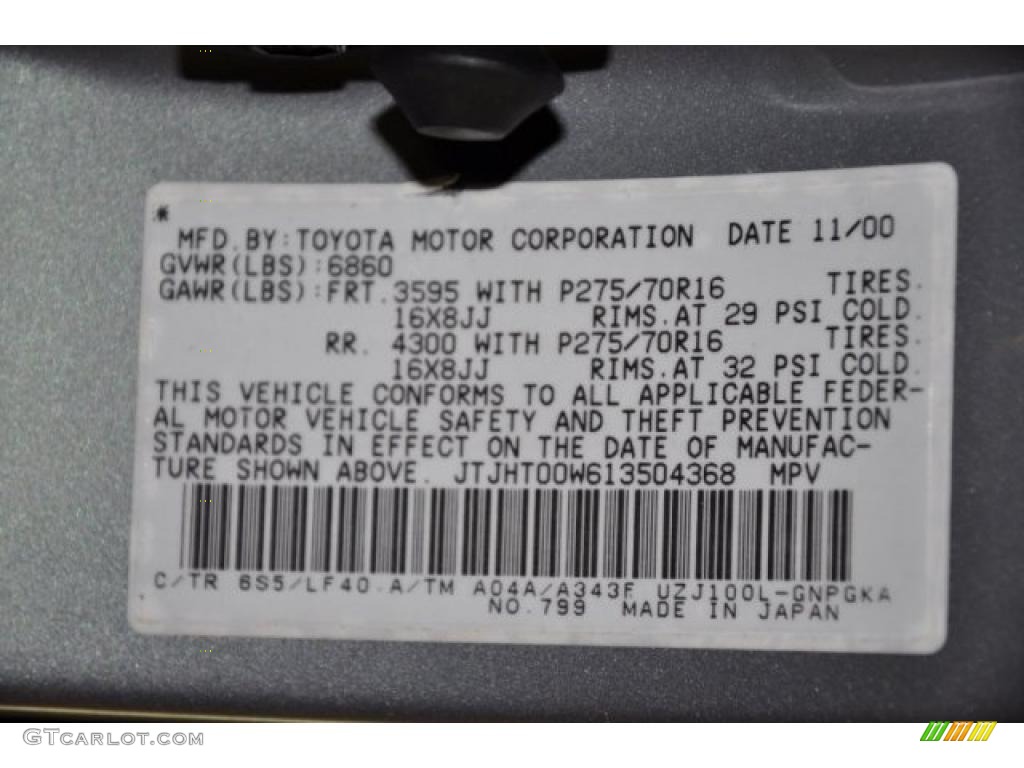 *
MFD.BY:TOYOTA MOTOR CORPORATION DATE 11/00
GVWR(LBS):6860
GAWR(LBS):FRT.3595 WITH P275/70R16 TIRES.
16X8JJ RIMS.AT 29 PSI COLD.
RR. 4300 WITH P275/70R16 TIRES.
16X8JJ RIMS.AT 32 PSI COLD.
THIS VEHICLE CONFORMS TO ALL APPLICABLE FEDER-
AL MOTOR VEHICLE SAFETY AND THEFT PREVENTION
STANDARDS IN EFFECT ON THE DATE OF MANUFAC-
TURE SHOWN ABOVE. JTJHT00W613504368 MPV
C/TR 6S5/LF40.A/TM A04A/A343F UZJ100L-GNPGKA
NO.799 MADE IN JAPAN
GTCARLOT.COM